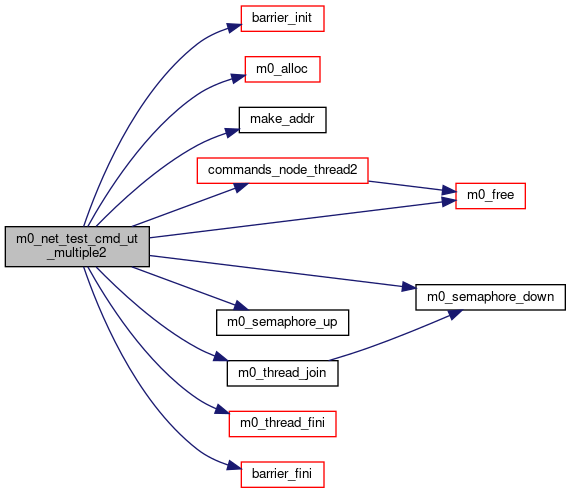 barrier_init
m0_alloc
make_addr
commands_node_thread2
m0_free
m0_net_test_cmd_ut
_multiple2
m0_semaphore_down
m0_semaphore_up
m0_thread_join
m0_thread_fini
barrier_fini